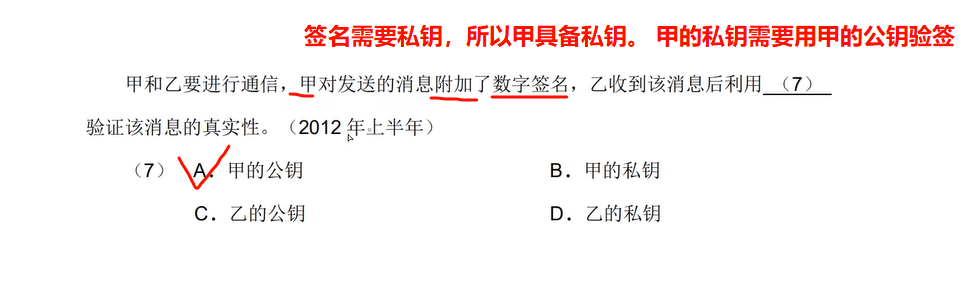 签名需要私钥，所以甲具备私钥。 甲的私钥需要用甲的公钥验签
甲和乙要进行通信，甲对发送的消息附加了数字签名，乙收到该消息后利用 （7）
验证该消息的真实性。（2012 年上半年）
（7） A．甲的公钥 B．甲的私钥
C．乙的公钥 D．乙的私钥